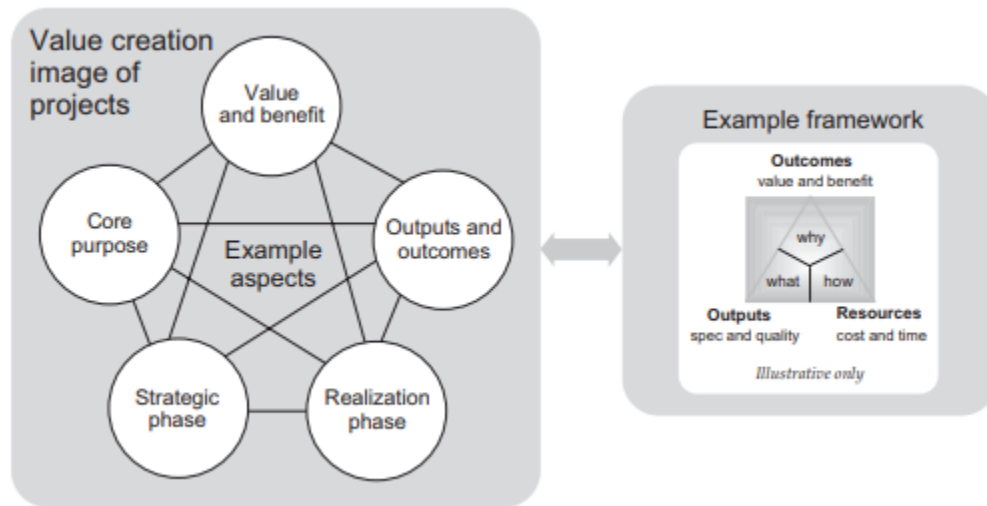 Value creation
image of
projects
Value
and benefit
Core
purpose
Outputs and
outcomes
Example
aspects
Strategic
phase
Realization
phase
Example framework
Outcomes
value and benefit
why
what
how
Outputs
spec and quality
Resources
cost and time
Illustrative only